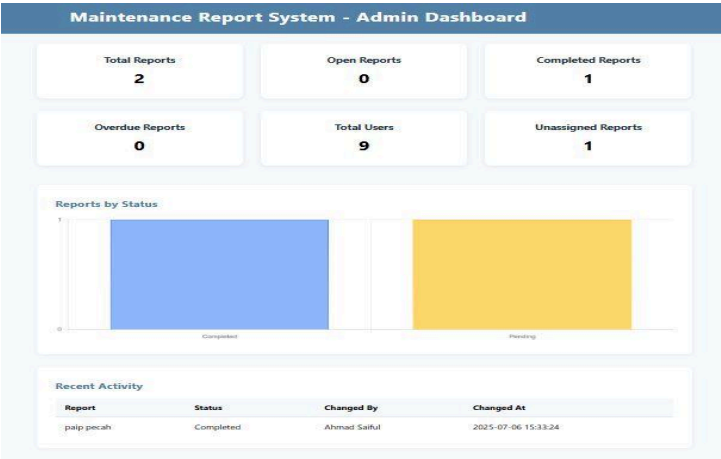 Maintenance Report System - Admin Dashboard
Total Reports
2
Open Reports
0
Completed Reports
1
Overdue Reports
0
Total Users
9
Unassigned Reports
1
Reports by Status
1
0
Completed
Pending
Recent Activity
Report Status Changed By Changed At
paip pecah Completed Ahmad Saiful 2025-07-06 15:33:24